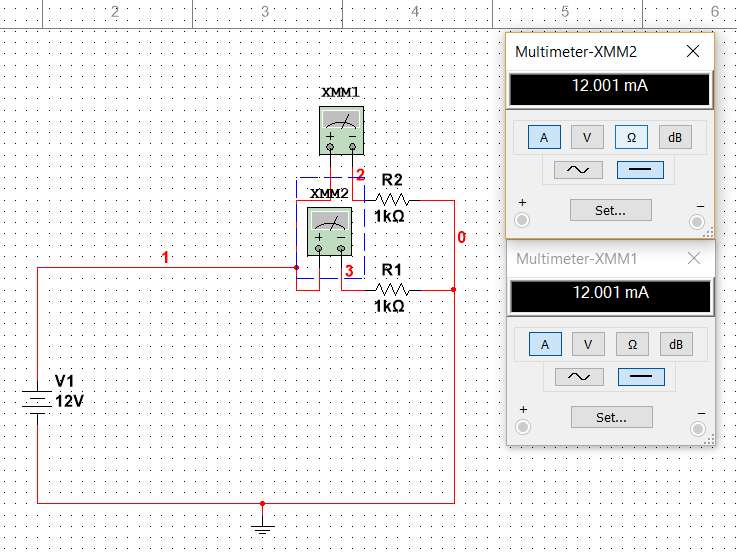 2 3 4 5 6
XMM1
2
R2
1kΩ
XMM2
0
1
3
R1
1kΩ
V1
12V
Multimeter-XMM2
12.001 mA
A V Ω dB
Set...
+ −
Multimeter-XMM1
12.001 mA
A V Ω dB
Set...
+ −